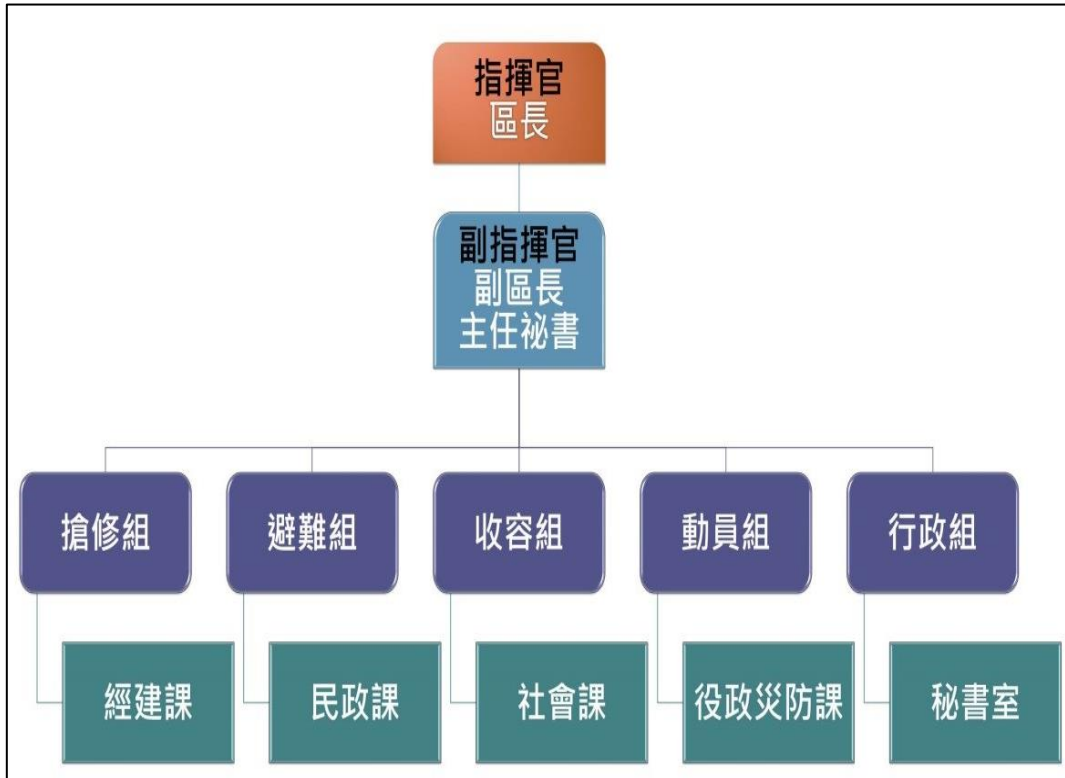 指揮官
區長
副指揮官
副區長
主任祕書
搶修組
避難組
收容組
動員組
行政組
經建課
民政課
社會課
役政災防課
秘書室